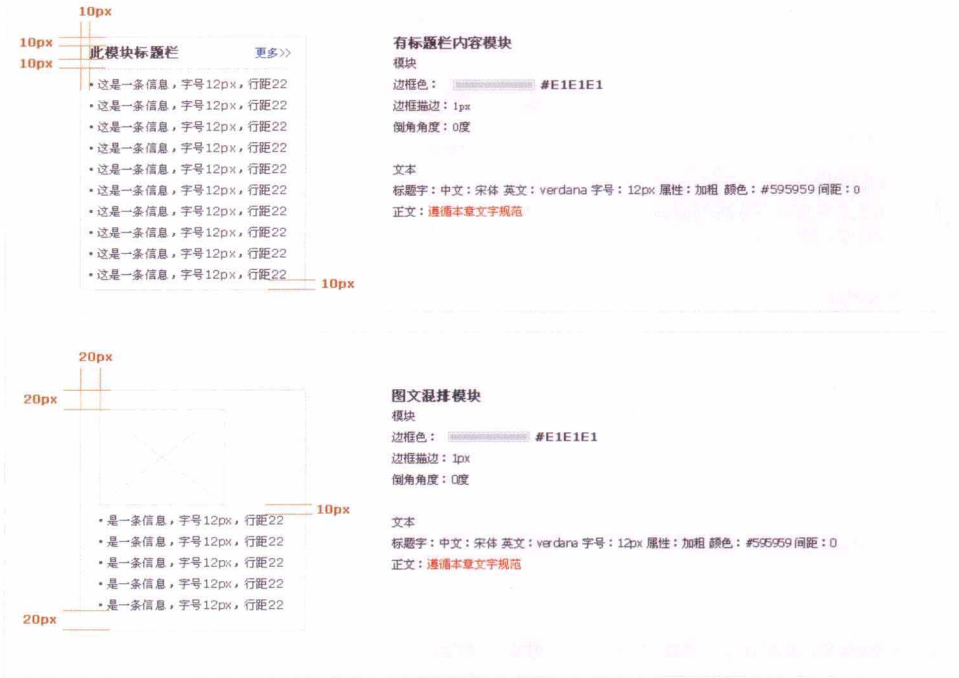 10px
10px
10px
此模块标题栏 更多>>
• 这是一条信息，字号12px，行距22
• 这是一条信息，字号12px，行距22
• 这是一条信息，字号12px，行距22
• 这是一条信息，字号12px，行距22
• 这是一条信息，字号12px，行距22
• 这是一条信息，字号12px，行距22
• 这是一条信息，字号12px，行距22
• 这是一条信息，字号12px，行距22
• 这是一条信息，字号12px，行距22
• 这是一条信息，字号12px，行距22
10px
有标题栏内容模块
模块
边框色： #E1E1E1
边框描边：1px
倒角角度：0度
文本
标题字：中文：宋体 英文：verdana 字号：12px 属性：加粗 颜色：#595959 间距：0
正文：遵循本章文字规范
20px
20px
10px
• 是一条信息，字号12px，行距22
• 是一条信息，字号12px，行距22
• 是一条信息，字号12px，行距22
• 是一条信息，字号12px，行距22
• 是一条信息，字号12px，行距22
20px
图文混排模块
模块
边框色： #E1E1E1
边框描边：1px
倒角角度：0度
文本
标题字：中文：宋体 英文：verdana 字号：12px 属性：加粗 颜色：#595959 间距：0
正文：遵循本章文字规范